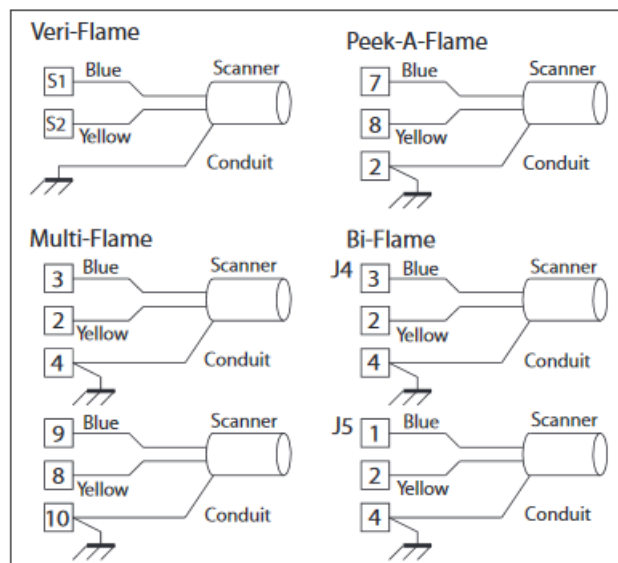 Veri-Flame
S1 Blue Scanner
S2 Yellow
Conduit
Peek-A-Flame
7 Blue Scanner
8 Yellow
2 Conduit
Multi-Flame
3 Blue Scanner
2 Yellow
4 Conduit
9 Blue Scanner
8 Yellow
10 Conduit
Bi-Flame
J4 3 Blue Scanner
2 Yellow
4 Conduit
J5 1 Blue Scanner
2 Yellow
4 Conduit